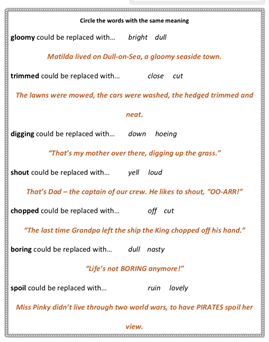 Circle the words with the same meaning
gloomy could be replaced with... bright dull
Matilda lived on Dull-on-Sea, a gloomy seaside town.
trimmed could be replaced with... close cut
The lawns were mowed, the cars were washed, the hedged trimmed and
neat.
digging could be replaced with... down hoeing
"That's my mother over there, digging up the grass."
shout could be replaced with... yell loud
That's Dad – the captain of our crew. He likes to shout, "OO-ARR!"
chopped could be replaced with... off cut
"The last time Grandpa left the ship the King chopped off his hand."
boring could be replaced with... dull nasty
"Life's not BORING anymore!"
spoil could be replaced with... ruin lovely
Miss Pinky didn't live through two world wars, to have PIRATES spoil her
view.